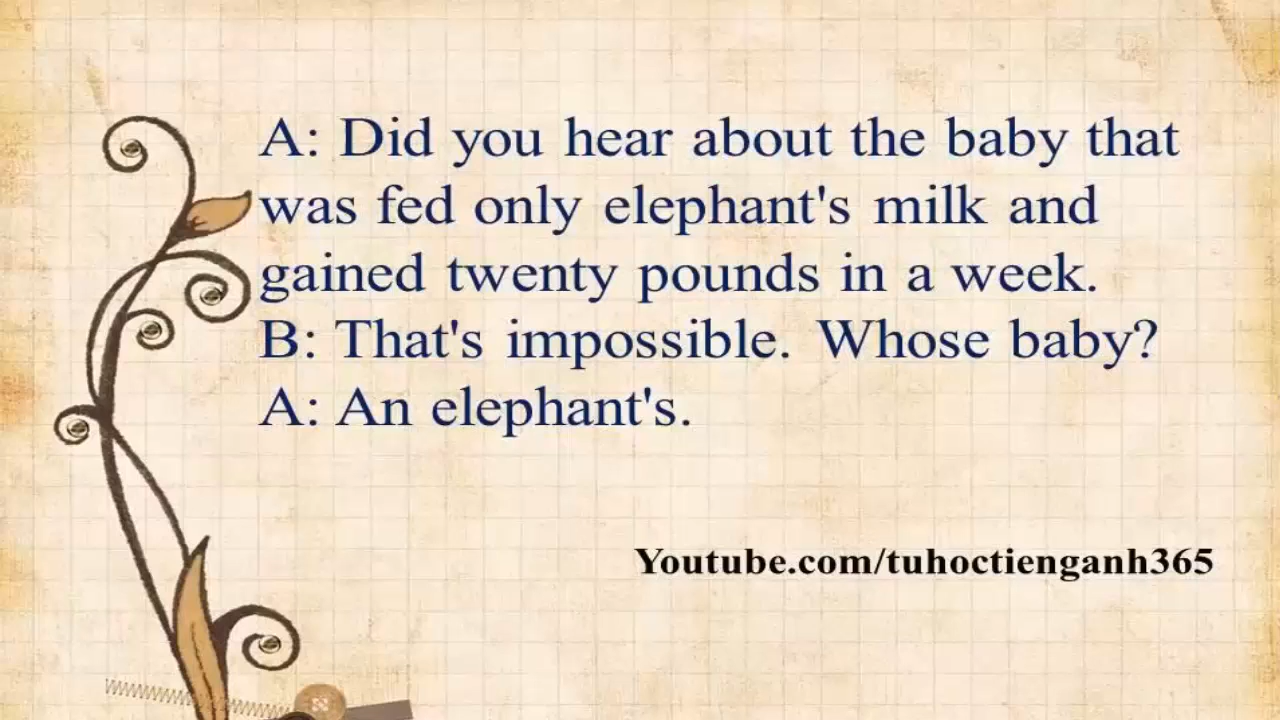 A: Did you hear about the baby that
was fed only elephant's milk and
gained twenty pounds in a week.
B: That's impossible. Whose baby?
A: An elephant's.
Youtube.com/tuhoctienganh365